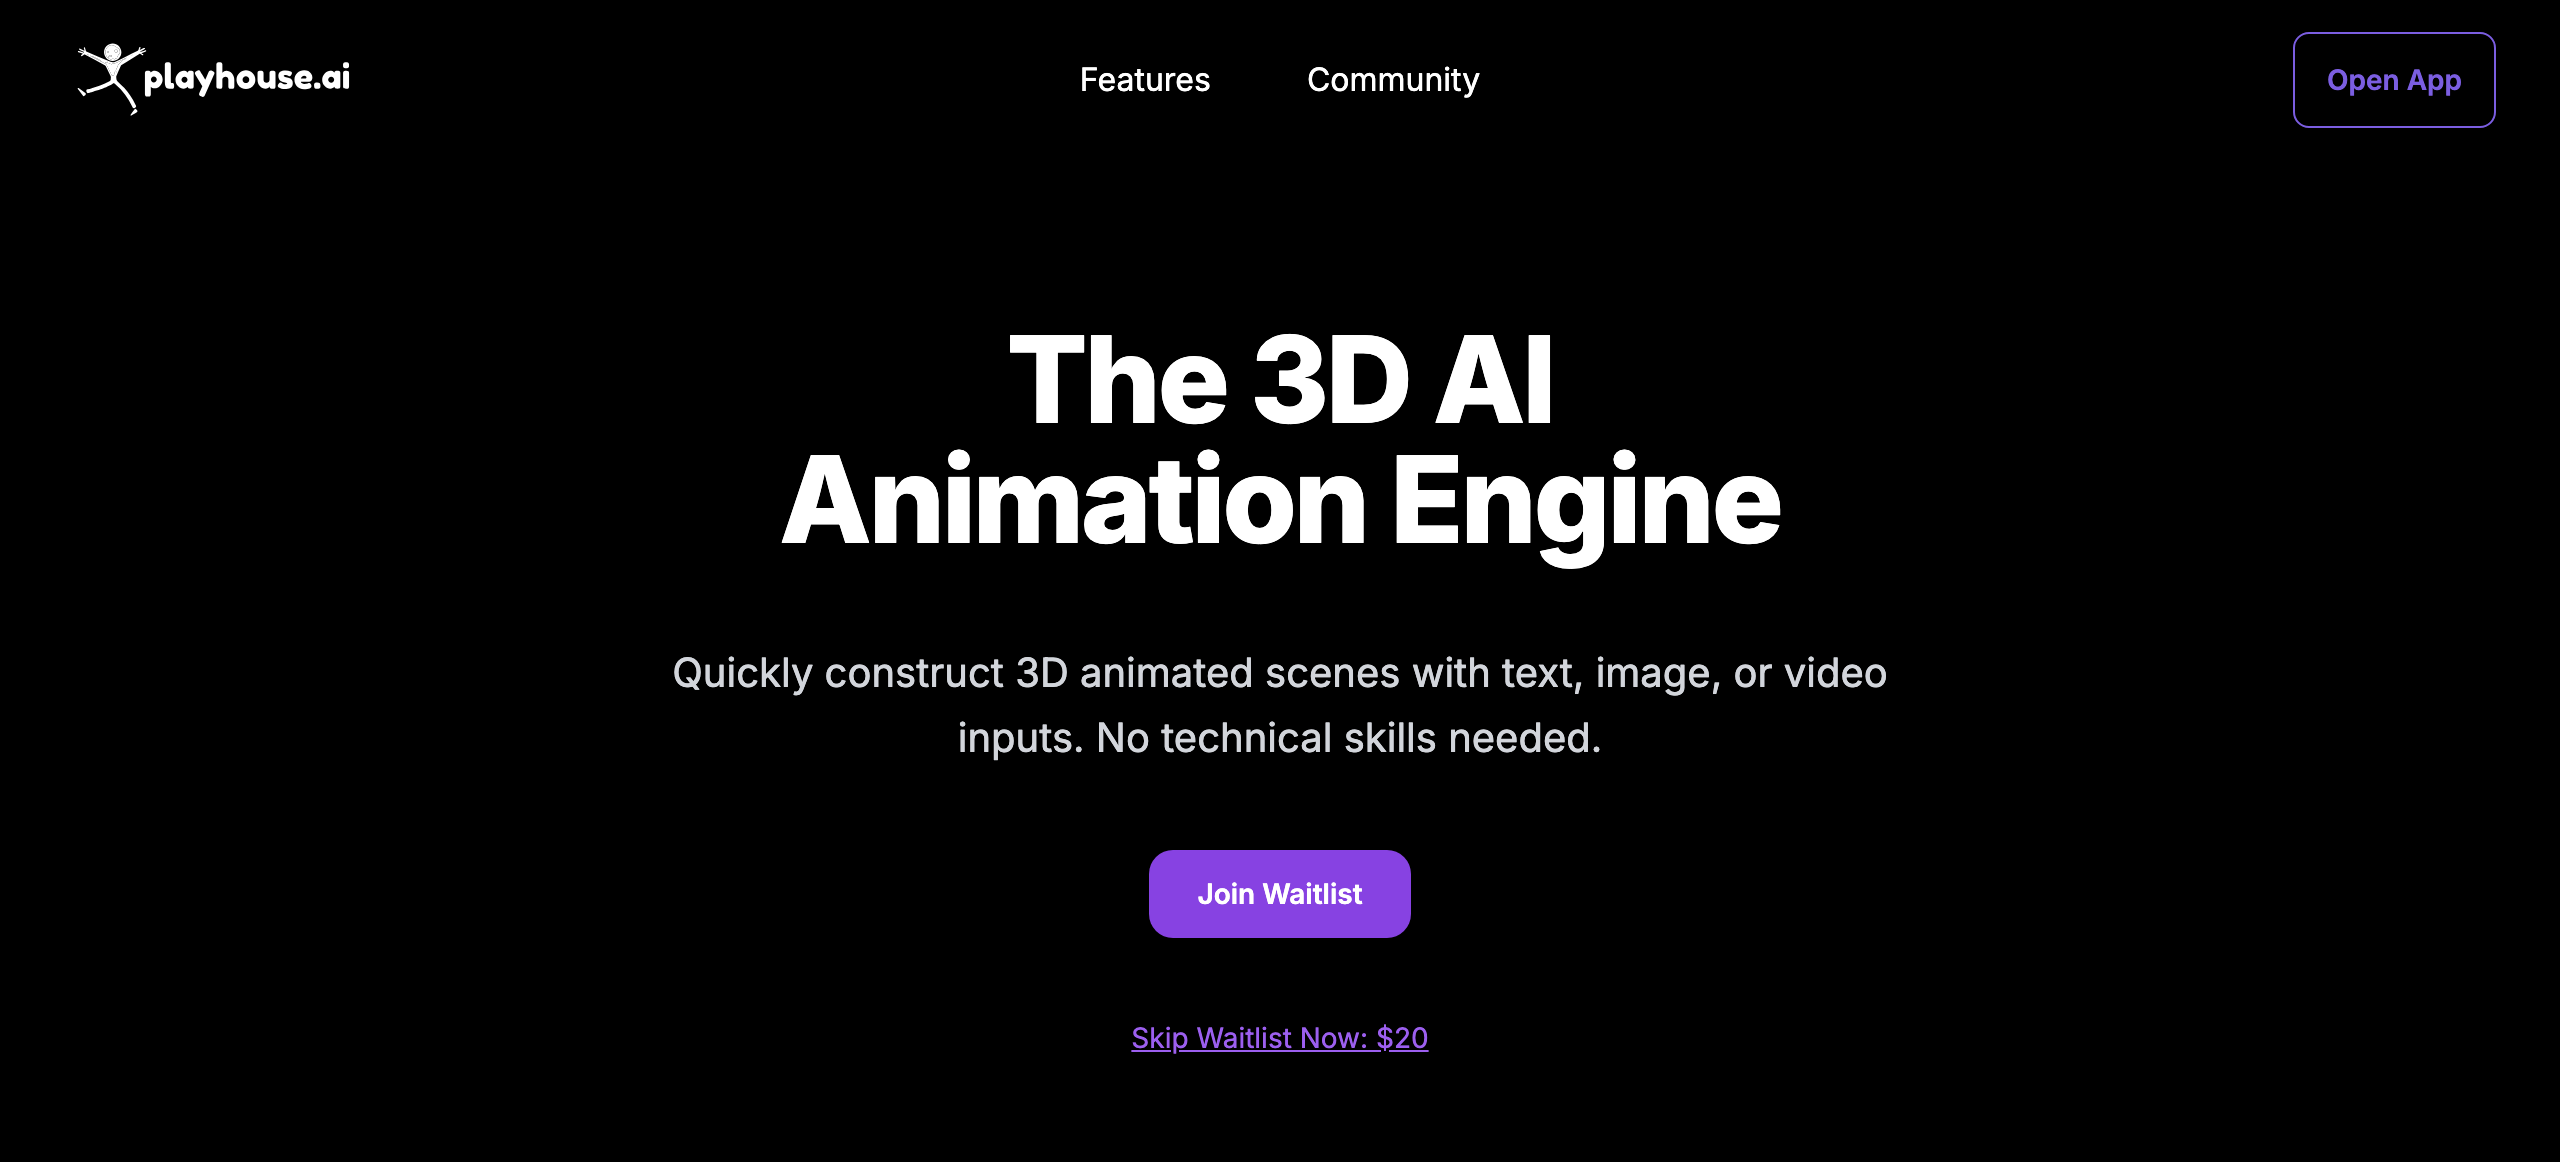 playhouse.ai
Features
Community
Open App
The 3D AI
Animation Engine
Quickly construct 3D animated scenes with text, image, or video
inputs. No technical skills needed.
Join Waitlist
Skip Waitlist Now: $20